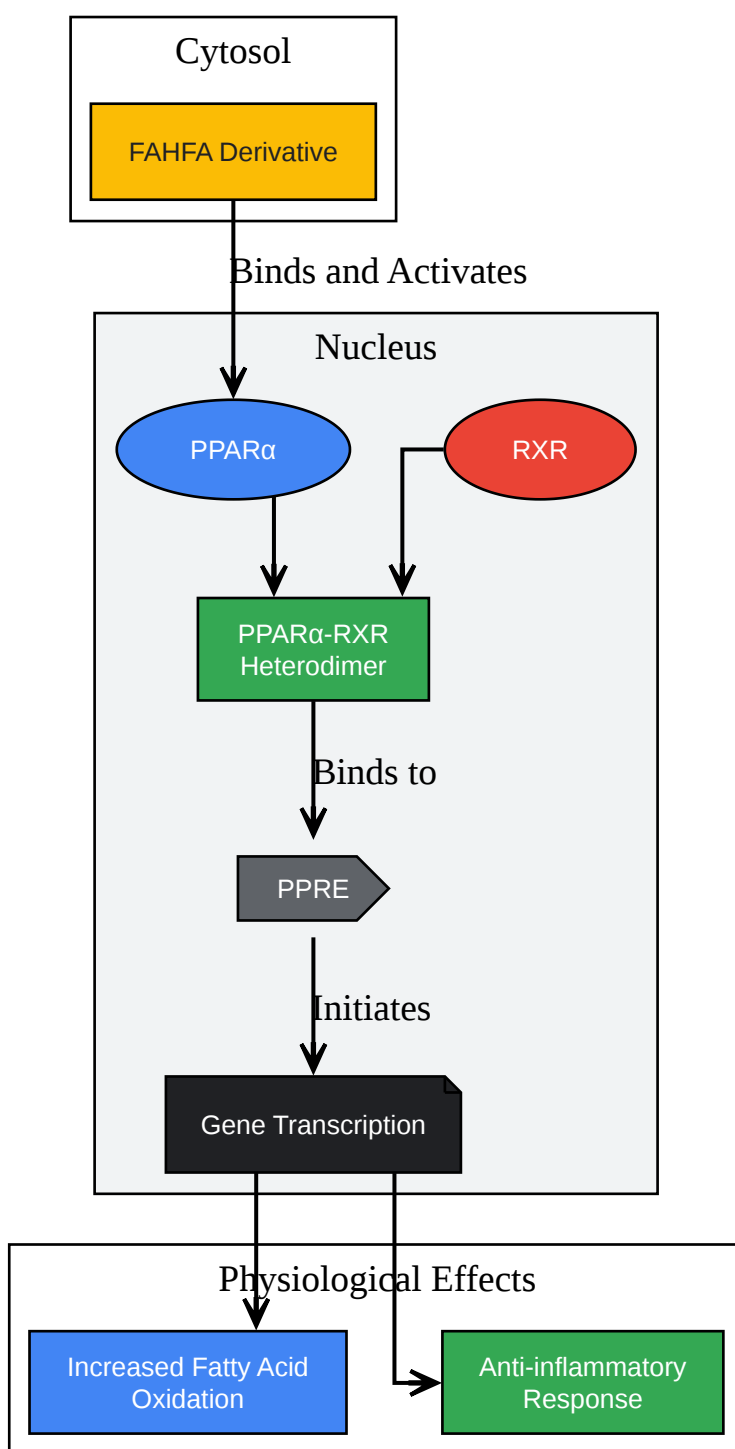 Cytosol
FAHFA Derivative
Binds and Activates
Nucleus
PPARα
RXR
PPARα-RXR
Heterodimer
Binds to
PPRE
Initiates
Gene Transcription
Physiological Effects
Increased Fatty Acid
Oxidation
Anti-inflammatory
Response